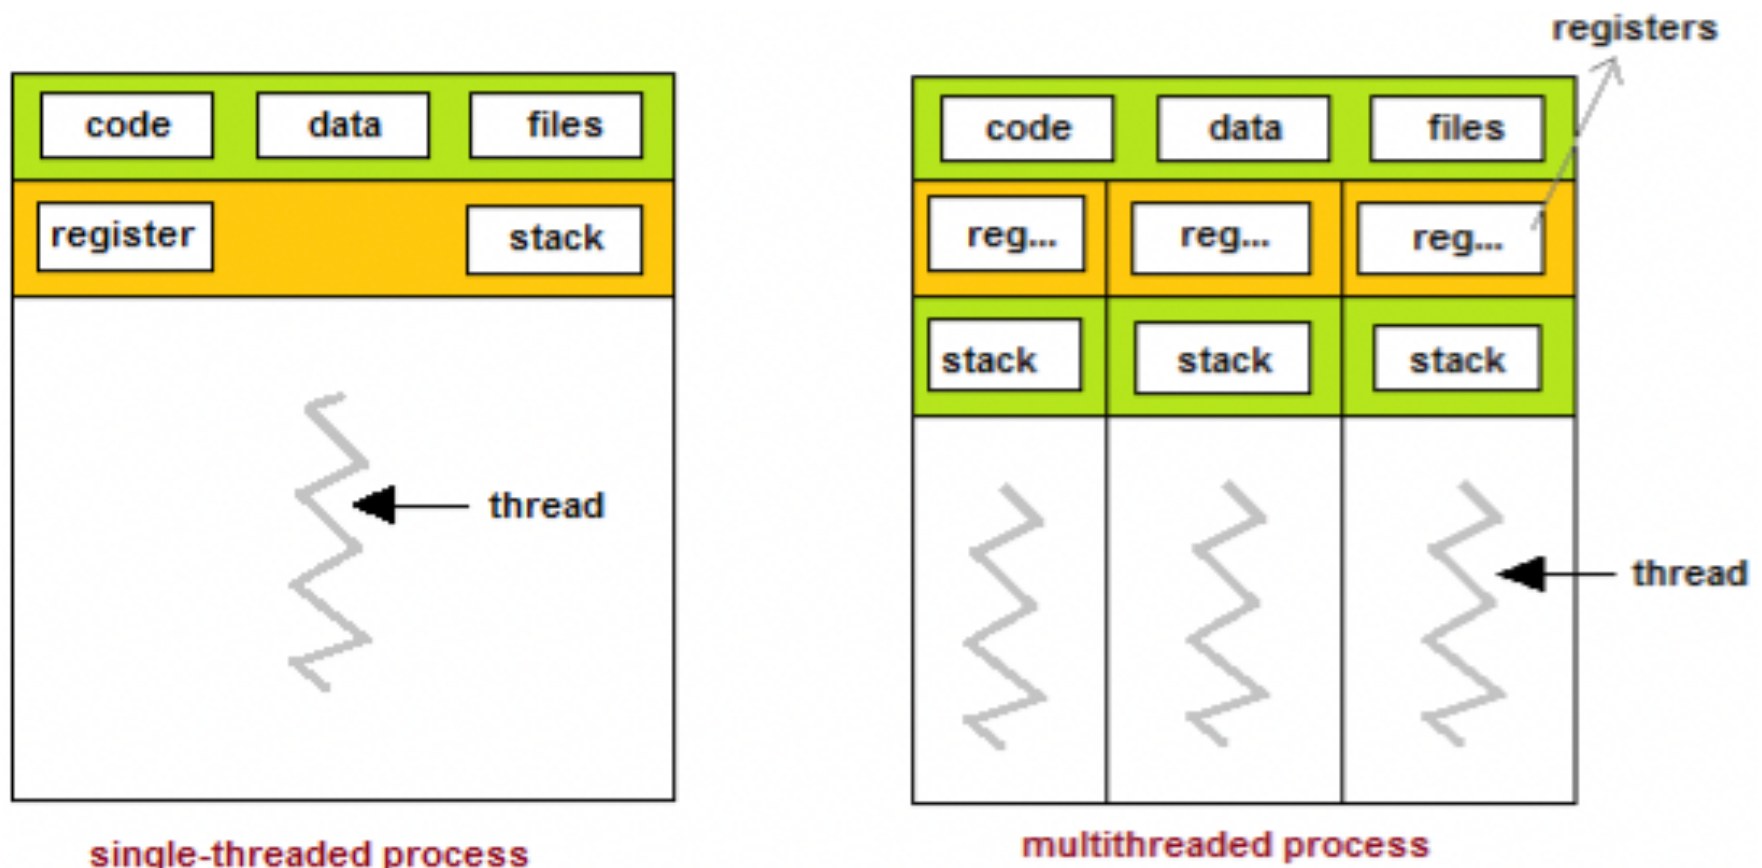 registers
code data files
register stack
thread
single-threaded process
code data files
reg... reg... reg...
stack stack stack
thread
multithreaded process